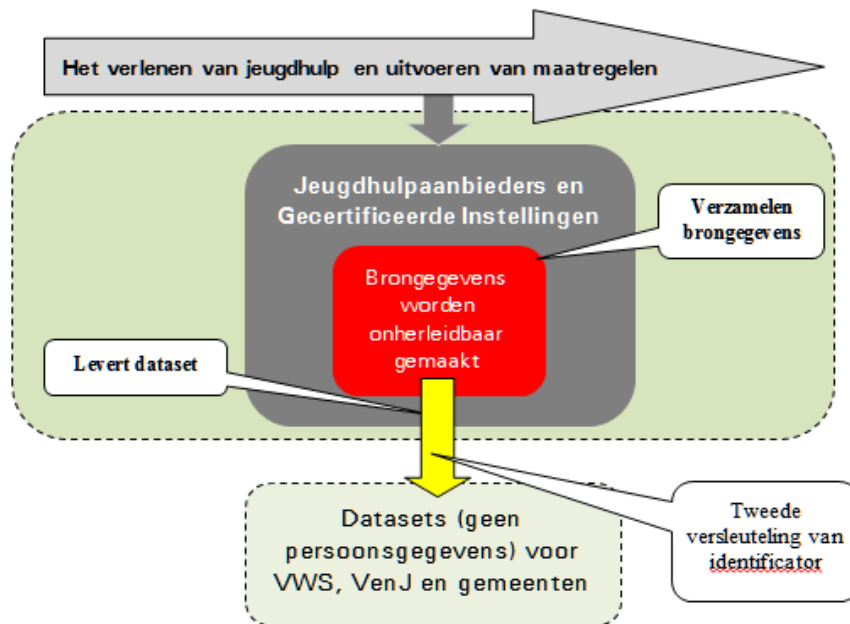 Het verlenen van jeugdhulp en uitvoeren van maatregelen
Jeugdhulpaanbieders en
Gecertificeerde Instellingen
Verzamelen
brongegevens
Brongegevens
worden
onherleidbaar
gemaakt
Levert dataset
Datasets (geen
persoonsgegevens) voor
VWS, VenJ en gemeenten
Tweede
versleuteling van
identificator